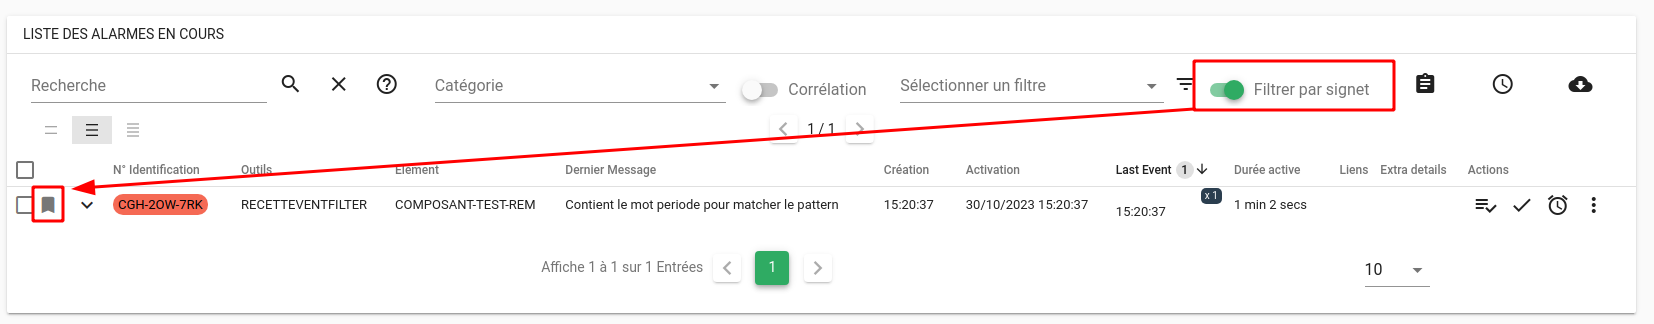 LISTE DES ALARMES EN COURS
Recherche Catégorie Corrélation Sélectionner un filtre Filtrer par signet
1 / 1
N° Identification Outils Elément Dernier Message Création Activation Last Event 1 Durée active Liens Extra details Actions
CGH-2OW-7RK RECETTEVENTFILTER COMPOSANT-TEST-REM Contient le mot periode pour matcher le pattern 15:20:37 30/10/2023 15:20:37 15:20:37 x 1 1 min 2 secs
Affiche 1 à 1 sur 1 Entrées 1 10